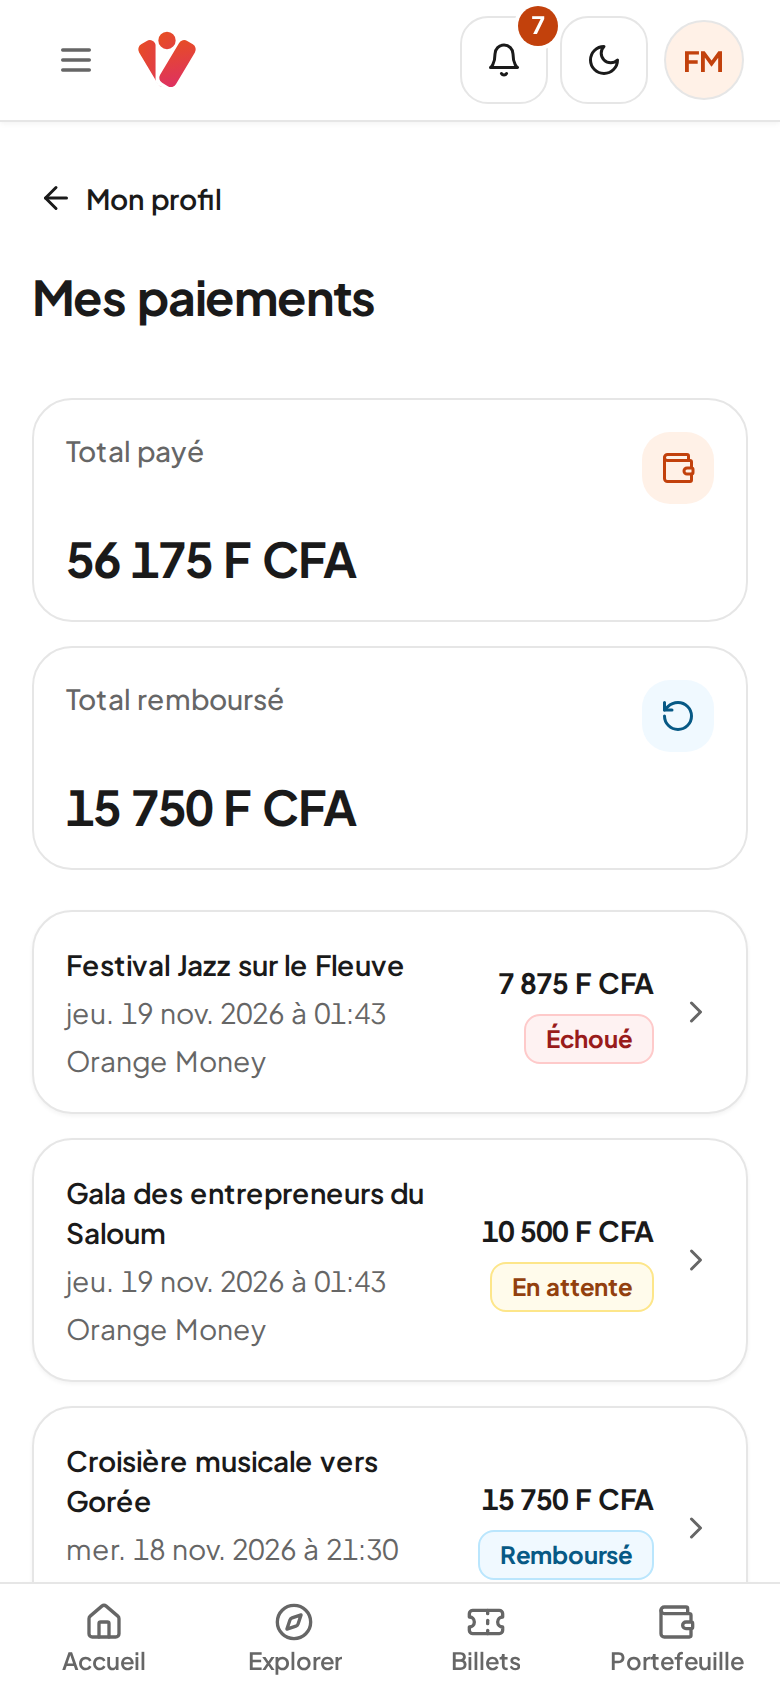 7
FM
Mon profil
Mes paiements
Total payé
56 175 F CFA
Total remboursé
15 750 F CFA
Festival Jazz sur le Fleuve
jeu. 19 nov. 2026 à 01:43
Orange Money
7 875 F CFA
Échoué
Gala des entrepreneurs du
Saloum
jeu. 19 nov. 2026 à 01:43
Orange Money
10 500 F CFA
En attente
Croisière musicale vers
Gorée
mer. 18 nov. 2026 à 21:30
15 750 F CFA
Remboursé
Accueil
Explorer
Billets
Portefeuille